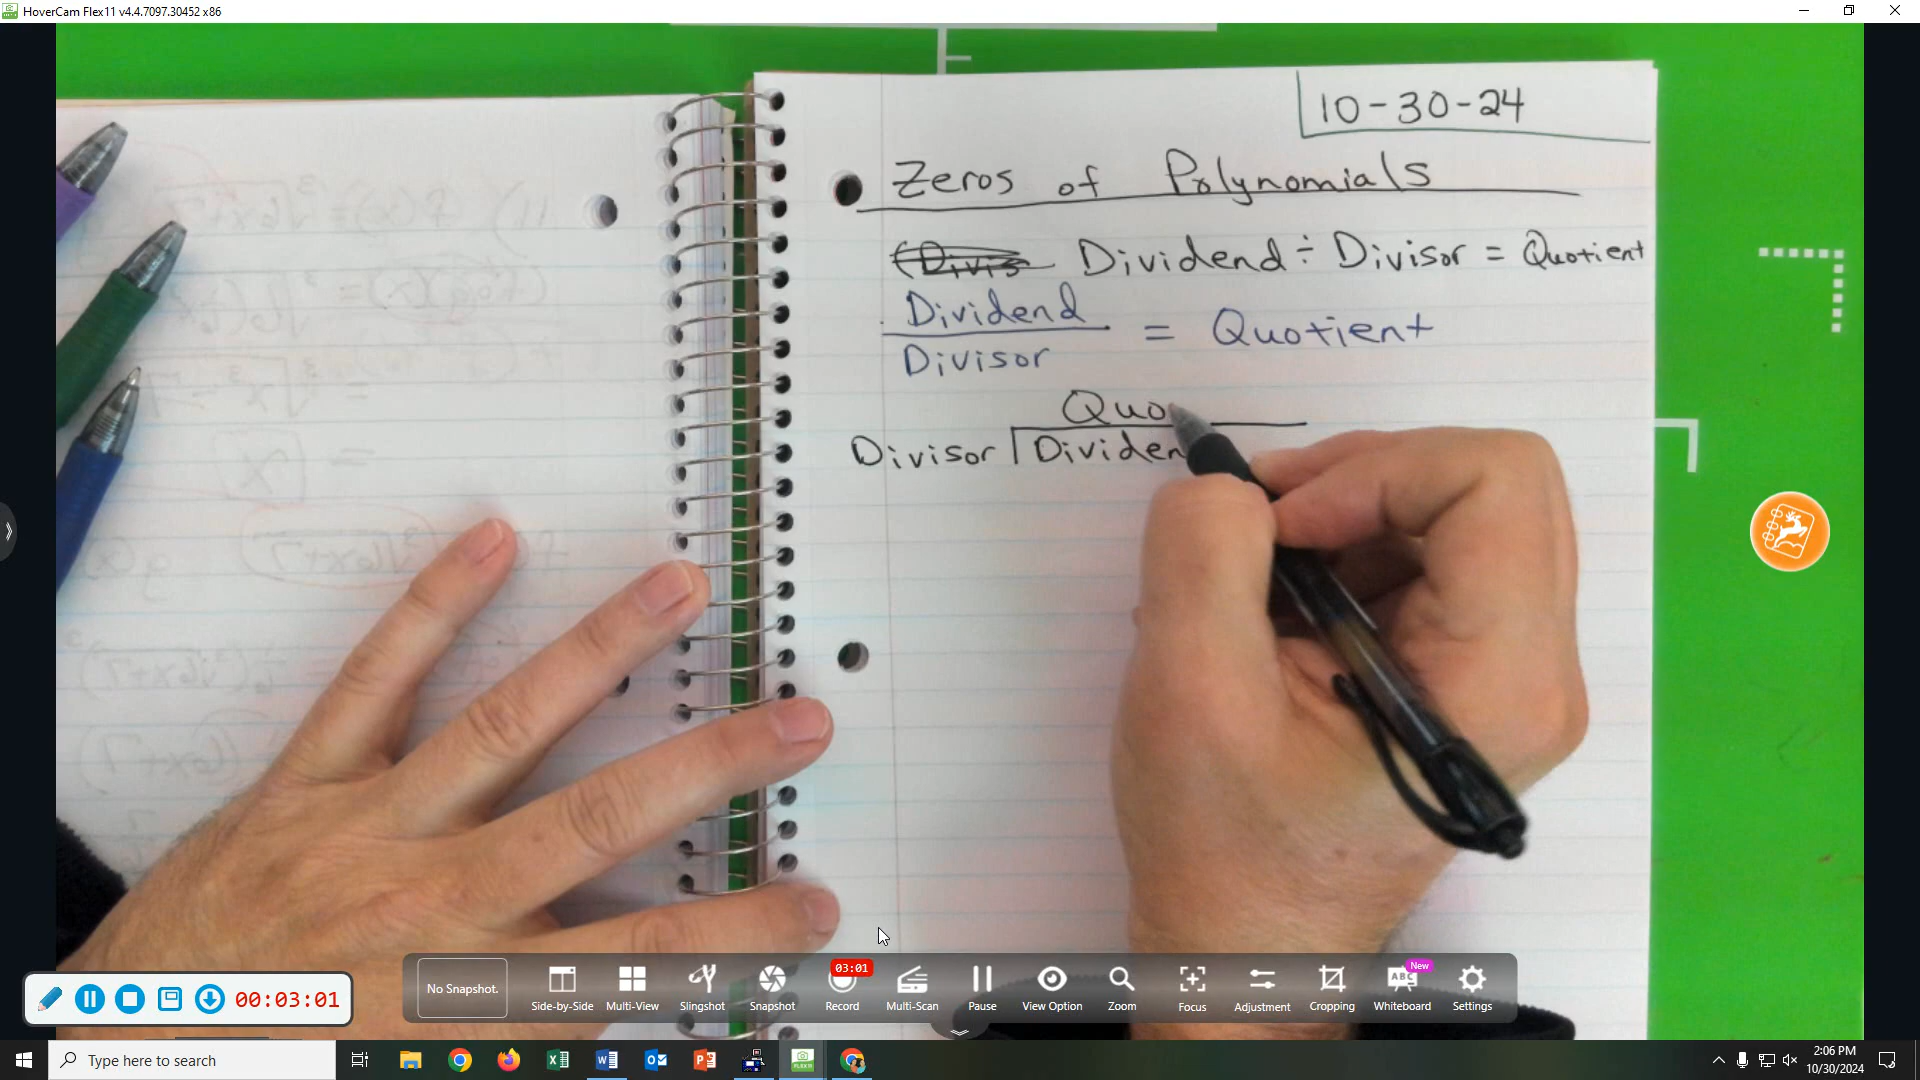 HoverCam Flex11 v4.4.7097.30452 x86
10-30-24
Zeros of Polynomials
(Divis Dividend ÷ Divisor = Quotient
Dividend
Divisor
= Quotient
Quo
Divisor Dividen
No Snapshot.
Side-by-Side
Multi-View
Slingshot
Snapshot
03:01
Record
Multi-Scan
Pause
View Option
Zoom
Focus
Adjustment
Cropping
New
ABC
Whiteboard
Settings
00:03:01
Type here to search
FLEX11
2:06 PM
10/30/2024